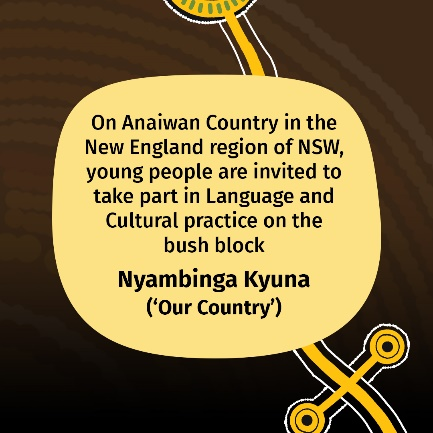 On Anaiwan Country in the
New England region of NSW,
young people are invited to
take part in Language and
Cultural practice on the
bush block
Nyambinga Kyuna
(‘Our Country’)